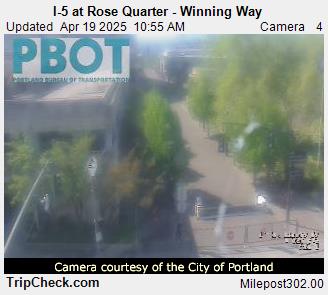 I-5 at Rose Quarter - Winning Way
Updated Apr 19 2025 10:55 AM Camera 4
PBOT
PORTLAND BUREAU OF TRANSPORTATION
Camera courtesy of the City of Portland
TripCheck.com Milepost302.00